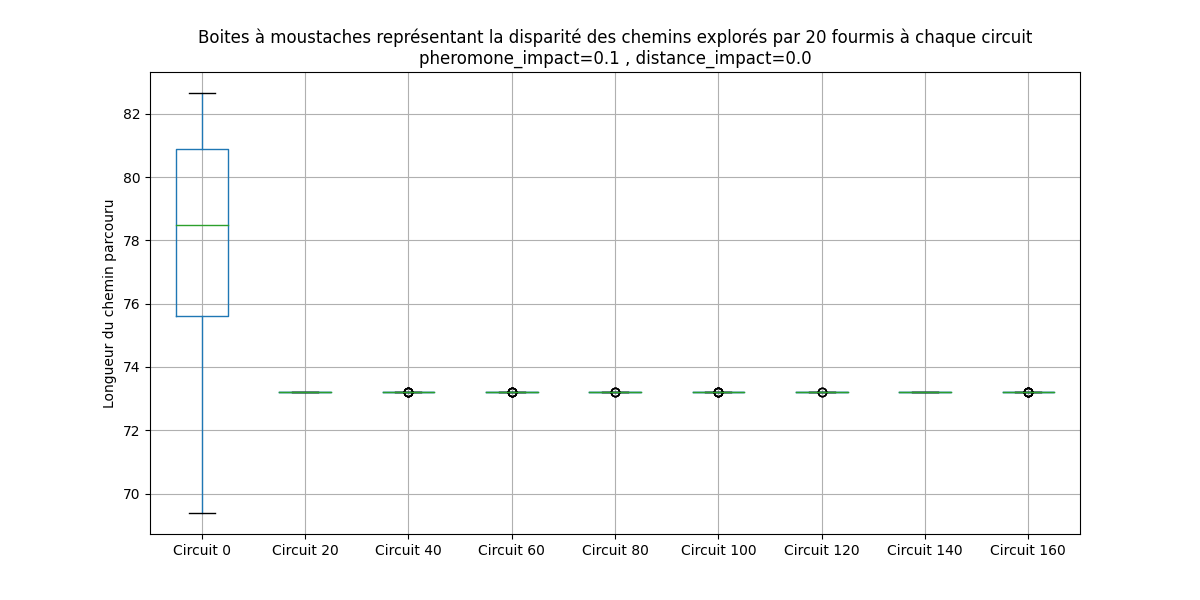 Boites à moustaches représentant la disparité des chemins explorés par 20 fourmis à chaque circuit
pheromone_impact=0.1 , distance_impact=0.0
Longueur du chemin parcouru
82
80
78
76
74
72
70
Circuit 0
Circuit 20
Circuit 40
Circuit 60
Circuit 80
Circuit 100
Circuit 120
Circuit 140
Circuit 160